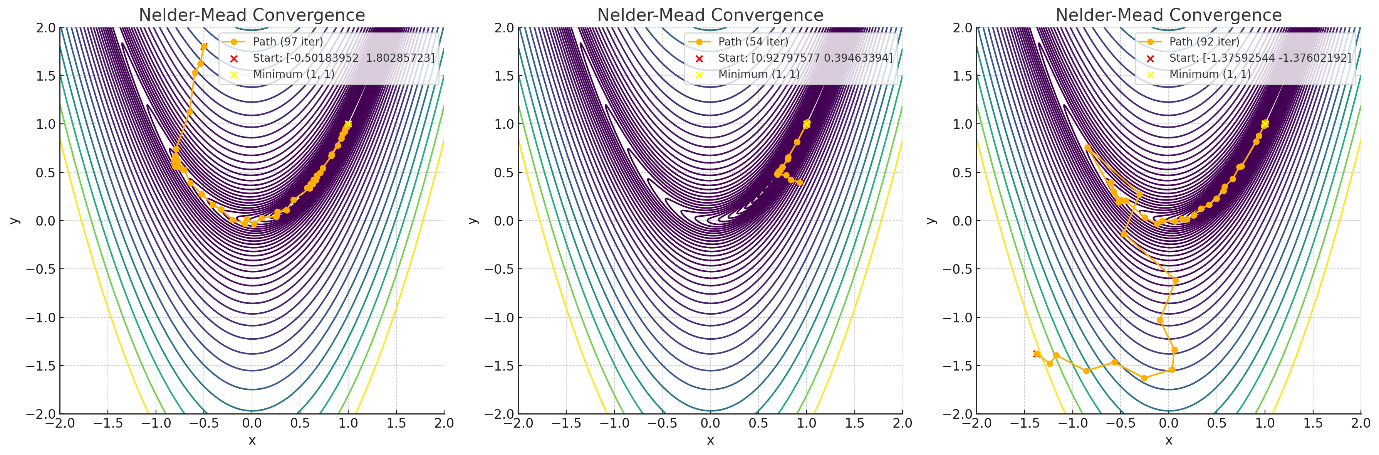 Nelder-Mead Convergence
2.0
1.5
1.0
0.5
0.0
−0.5
−1.0
−1.5
−2.0
y
Path (97 iter)
Start: [-0.50183952  1.80285723]
Minimum (1, 1)
−2.0 −1.5 −1.0 −0.5 0.0 0.5 1.0 1.5 2.0
x
Nelder-Mead Convergence
2.0
1.5
1.0
0.5
0.0
−0.5
−1.0
−1.5
−2.0
y
Path (54 iter)
Start: [0.92797577 0.39463394]
Minimum (1, 1)
−2.0 −1.5 −1.0 −0.5 0.0 0.5 1.0 1.5 2.0
x
Nelder-Mead Convergence
2.0
1.5
1.0
0.5
0.0
−0.5
−1.0
−1.5
−2.0
y
Path (92 iter)
Start: [-1.37592544 -1.37602192]
Minimum (1, 1)
−2.0 −1.5 −1.0 −0.5 0.0 0.5 1.0 1.5 2.0
x